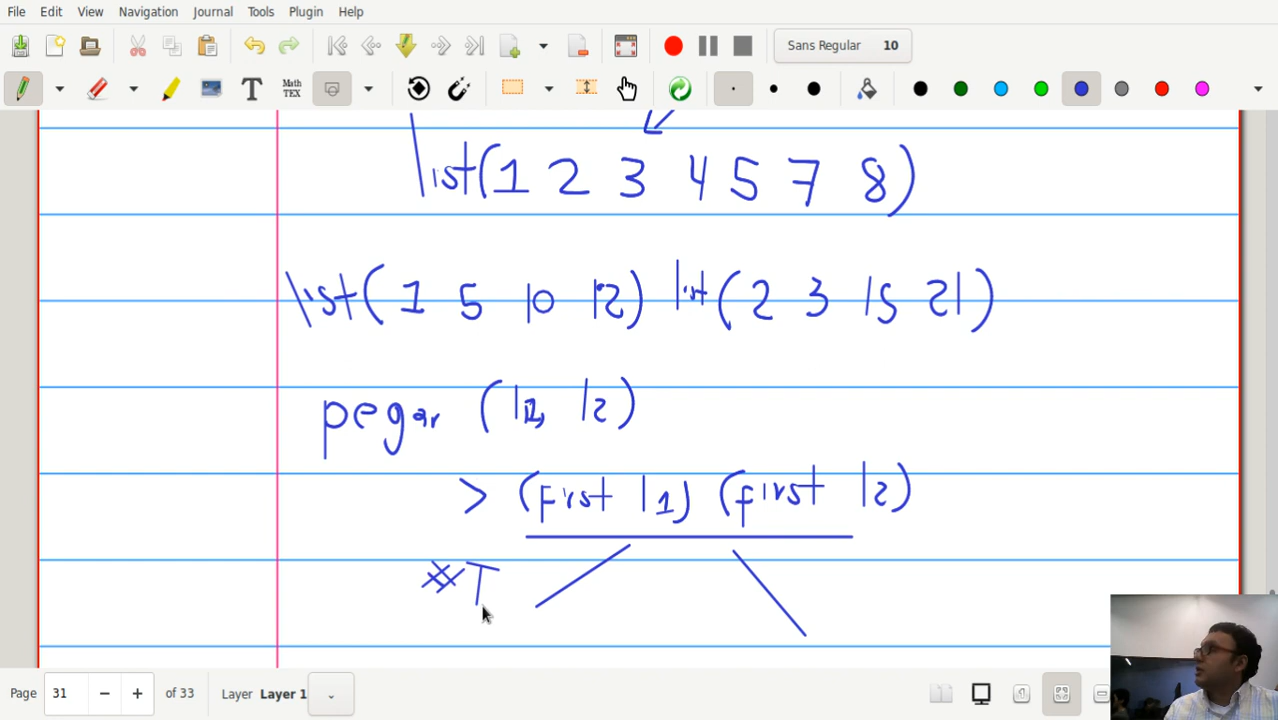 File Edit View Navigation Journal Tools Plugin Help
Sans Regular 10
T Math TEX
list(1 2 3 4 5 7 8)
list(1 5 10 12) list(2 3 15 21)
pegar (l1, l2)
> (first l1) (first l2)
#T
Page 31 of 33 Layer Layer 1